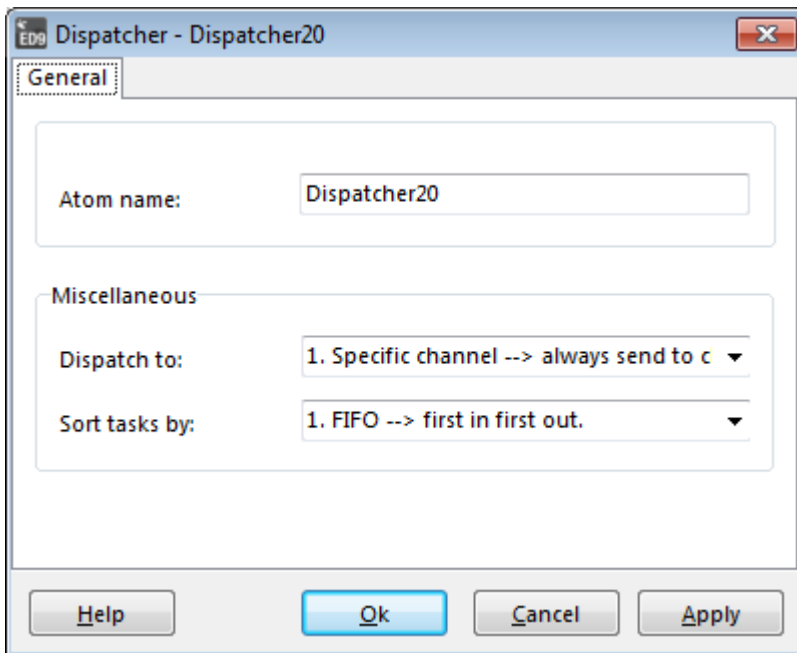 ED9 Dispatcher - Dispatcher20
General
Atom name: Dispatcher20
Miscellaneous
Dispatch to: 1. Specific channel --> always send to c
Sort tasks by: 1. FIFO --> first in first out.
Help Ok Cancel Apply